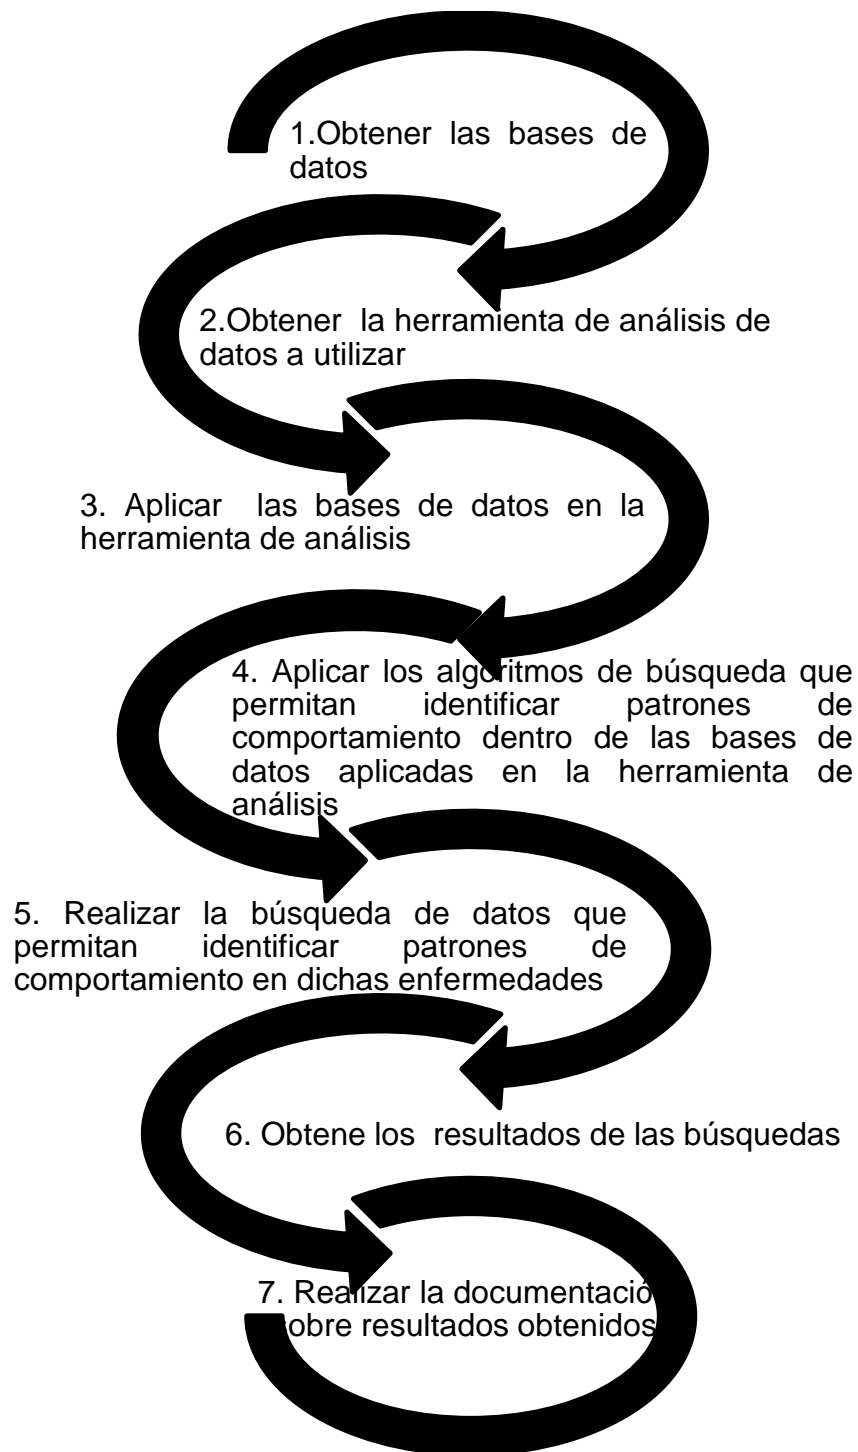 1.Obtener las bases de
datos
2.Obtener la herramienta de análisis de
datos a utilizar
3. Aplicar las bases de datos en la
herramienta de análisis
4. Aplicar los algoritmos de búsqueda que
permitan identificar patrones de
comportamiento dentro de las bases de
datos aplicadas en la herramienta de
análisis
5. Realizar la búsqueda de datos que
permitan identificar patrones de
comportamiento en dichas enfermedades
6. Obtene los resultados de las búsquedas
7. Realizar la documentació
obre resultados obtenidos